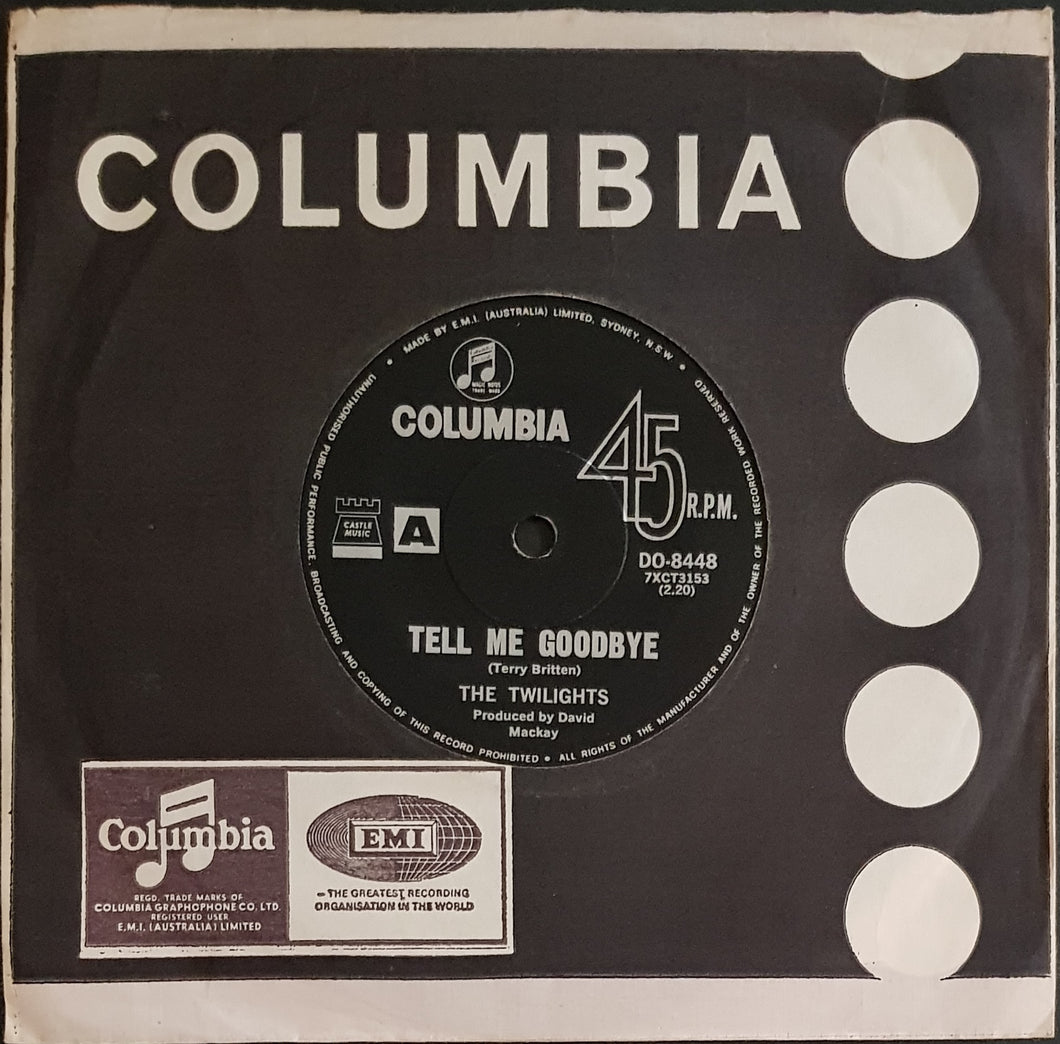 COLUMBIA
MADE BY E.M.I. (AUSTRALIA) LIMITED, SYDNEY, N.S.W
UNAUTHORISED PUBLIC PERFORMANCE, BROADCASTING AND COPYING OF THIS RECORD PROHIBITED • ALL RIGHTS OF THE MANUFACTURER AND OF THE OWNER OF THE RECORDED WORK RESERVED
MAGIC NOTES
TRADE MARK
COLUMBIA
45
R.P.M.
CASTLE
MUSIC
A
DO-8448
7XCT3153
(2.20)
TELL ME GOODBYE
(Terry Britten)
THE TWILIGHTS
Produced by David
Mackay
Columbia
REGD. TRADE MARKS OF
COLUMBIA GRAPHOPHONE CO. LTD.
REGISTERED USER
E.M.I. (AUSTRALIA) LIMITED
EMI
THE GREATEST RECORDING
ORGANISATION IN THE WORLD